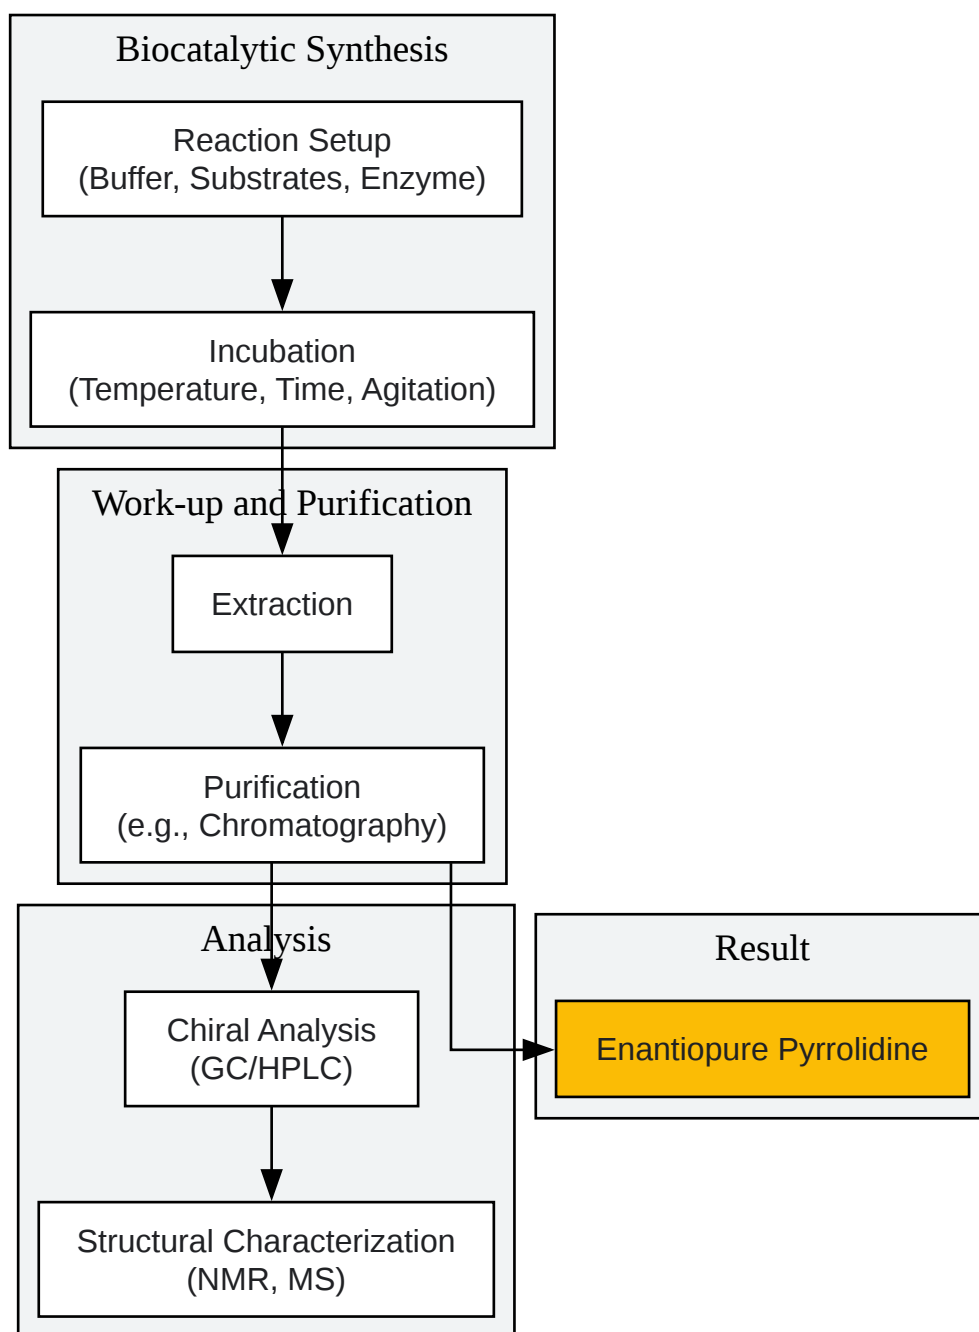 Biocatalytic Synthesis
Reaction Setup
(Buffer, Substrates, Enzyme)
Incubation
(Temperature, Time, Agitation)
Work-up and Purification
Extraction
Purification
(e.g., Chromatography)
Analysis
Chiral Analysis
(GC/HPLC)
Structural Characterization
(NMR, MS)
Result
Enantiopure Pyrrolidine